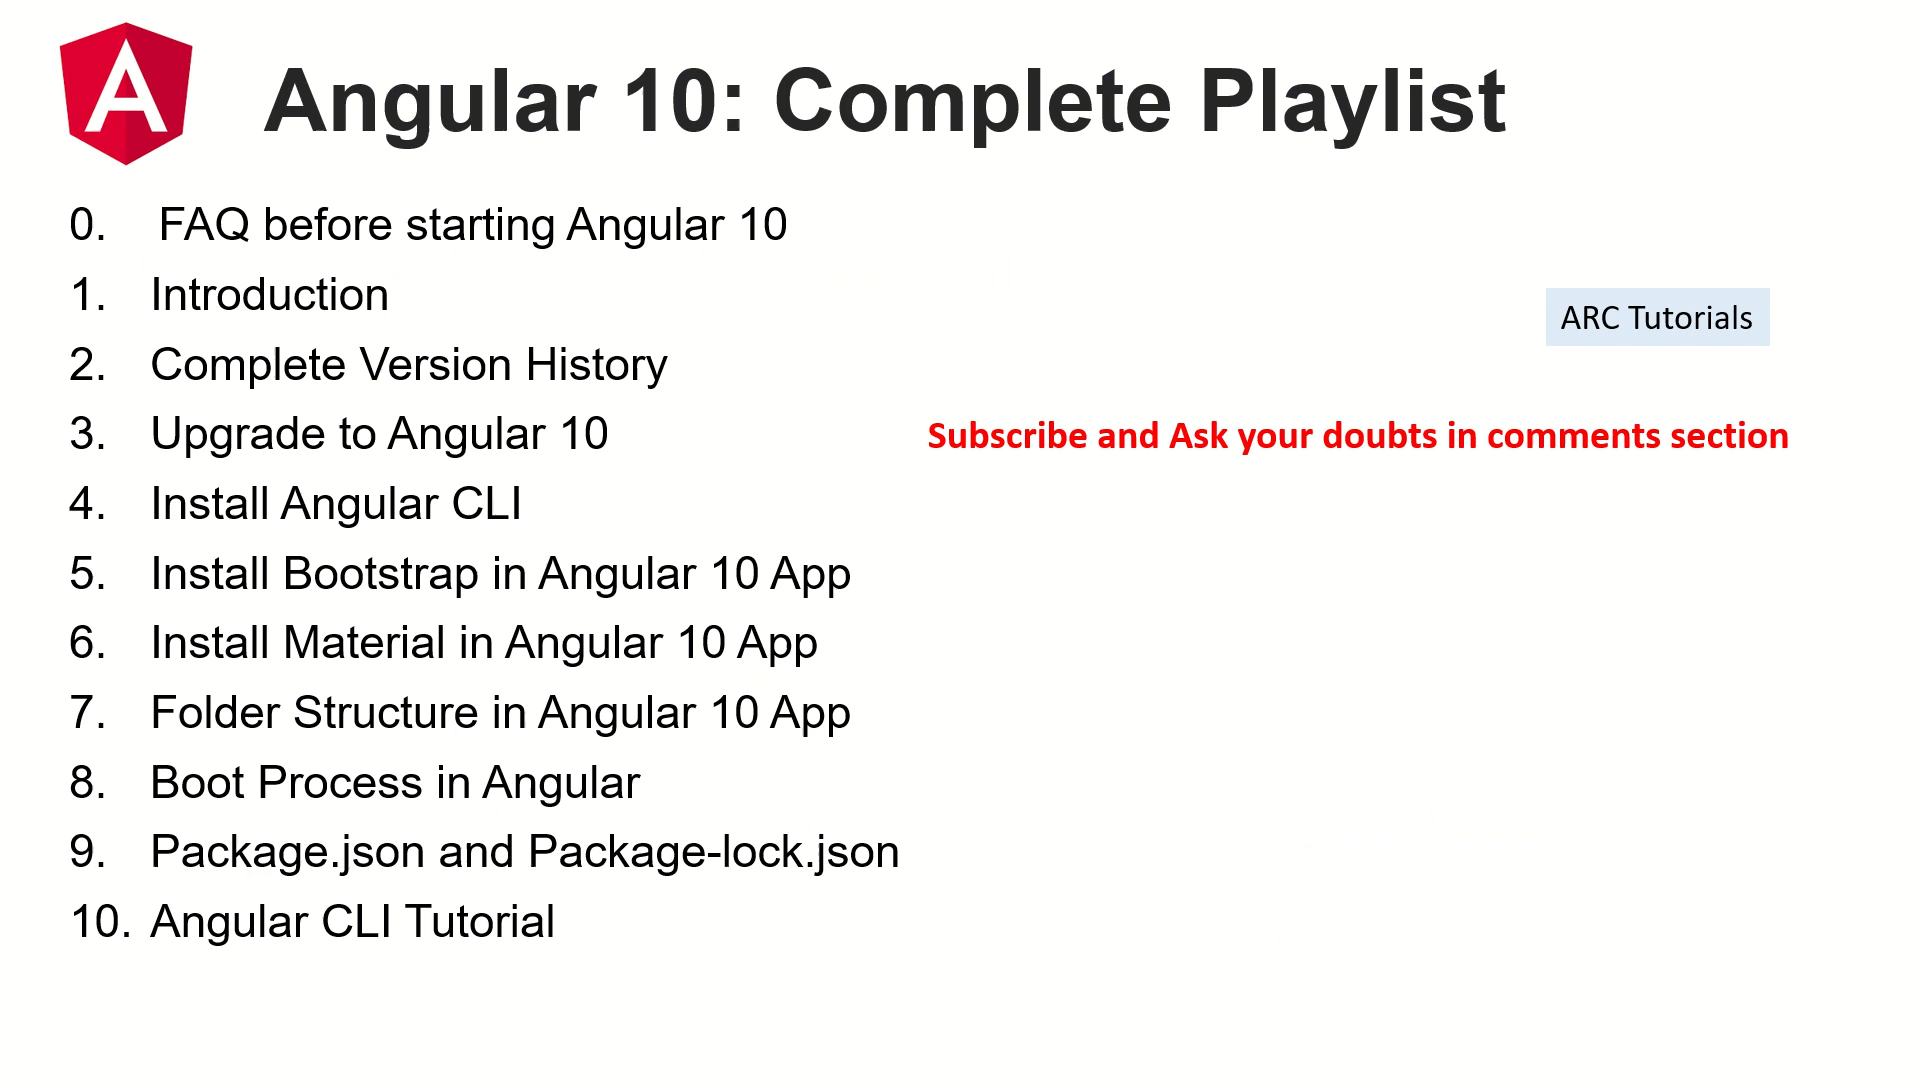 Angular 10: Complete Playlist
0. FAQ before starting Angular 10
1. Introduction
2. Complete Version History
3. Upgrade to Angular 10
4. Install Angular CLI
5. Install Bootstrap in Angular 10 App
6. Install Material in Angular 10 App
7. Folder Structure in Angular 10 App
8. Boot Process in Angular
9. Package.json and Package-lock.json
10. Angular CLI Tutorial
ARC Tutorials
Subscribe and Ask your doubts in comments section